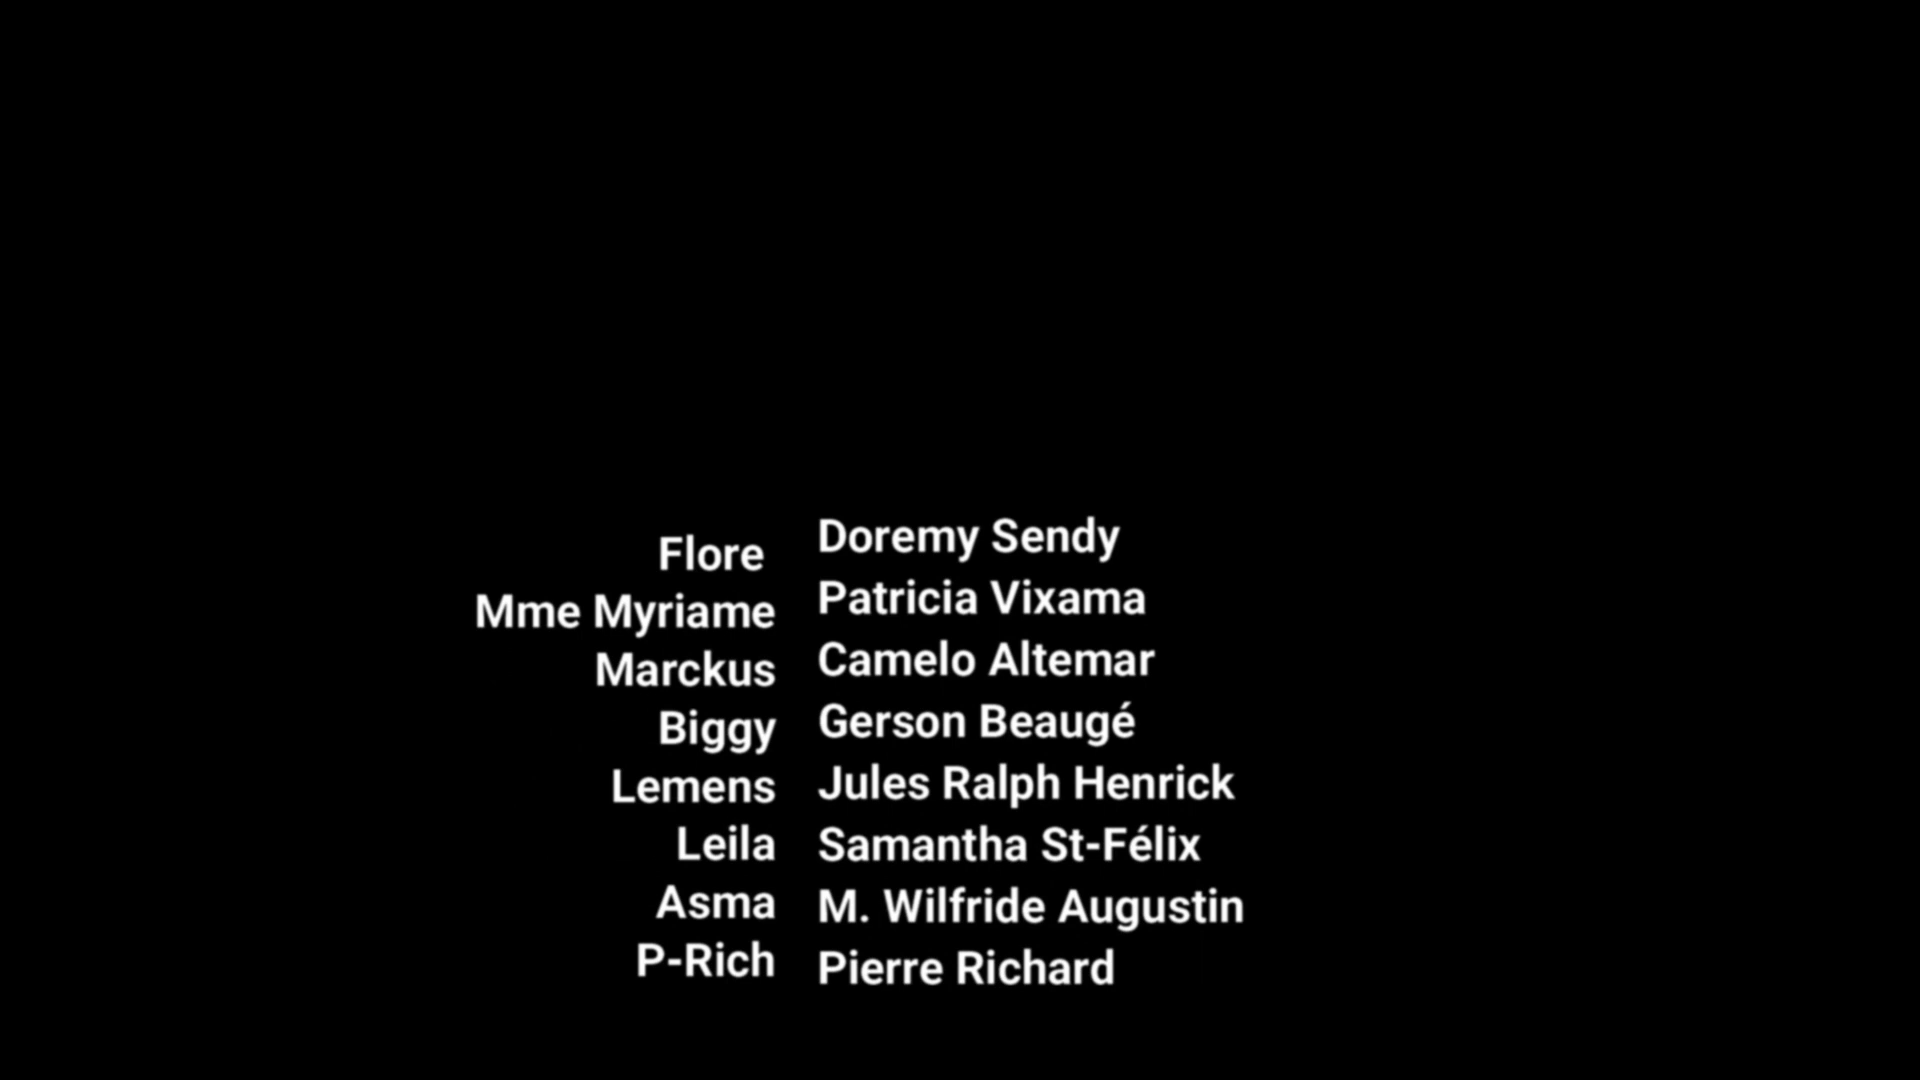 Flore Doremy Sendy
Mme Myriame Patricia Vixama
Marckus Camelo Altemar
Biggy Gerson Beaugé
Lemens Jules Ralph Henrick
Leila Samantha St-Félix
Asma M. Wilfride Augustin
P-Rich Pierre Richard